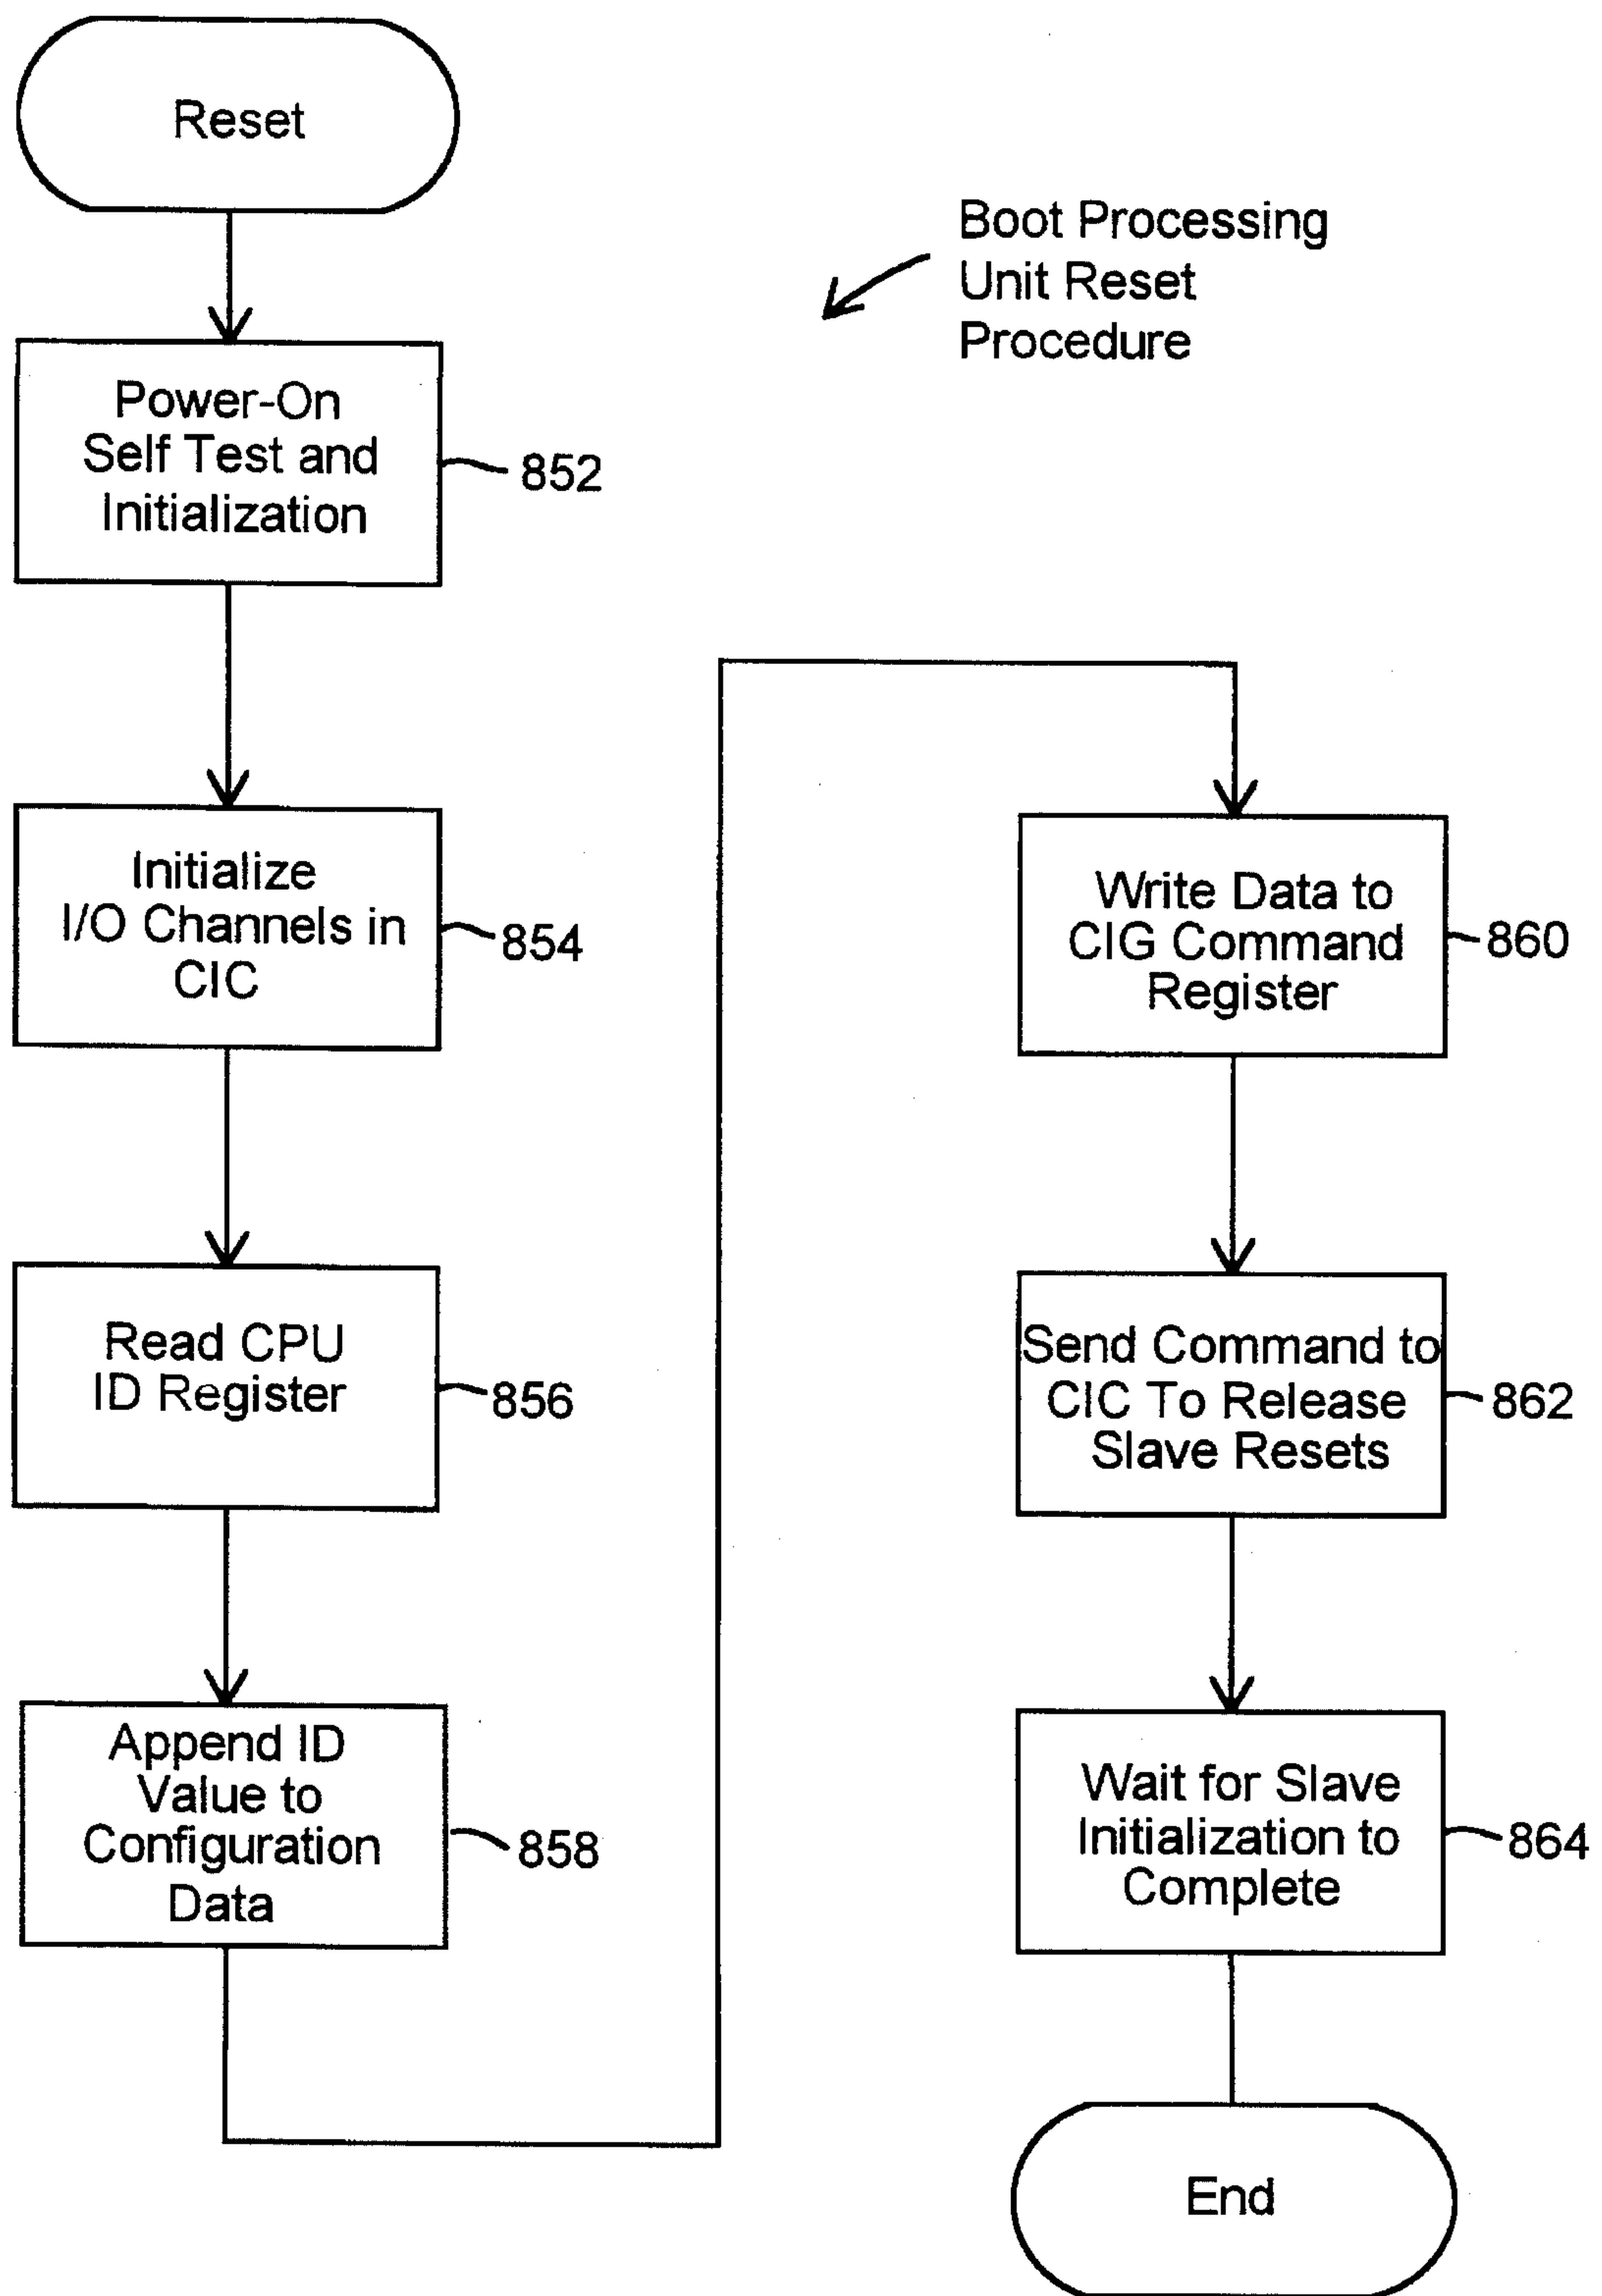 Reset
Boot Processing
Unit Reset
Procedure
Power-On
Self Test and
Initialization
852
Initialize
I/O Channels in
CIC
854
Read CPU
ID Register
856
Append ID
Value to
Configuration
Data
858
Write Data to
CIG Command
Register
860
Send Command to
CIC To Release
Slave Resets
862
Wait for Slave
Initialization to
Complete
864
End